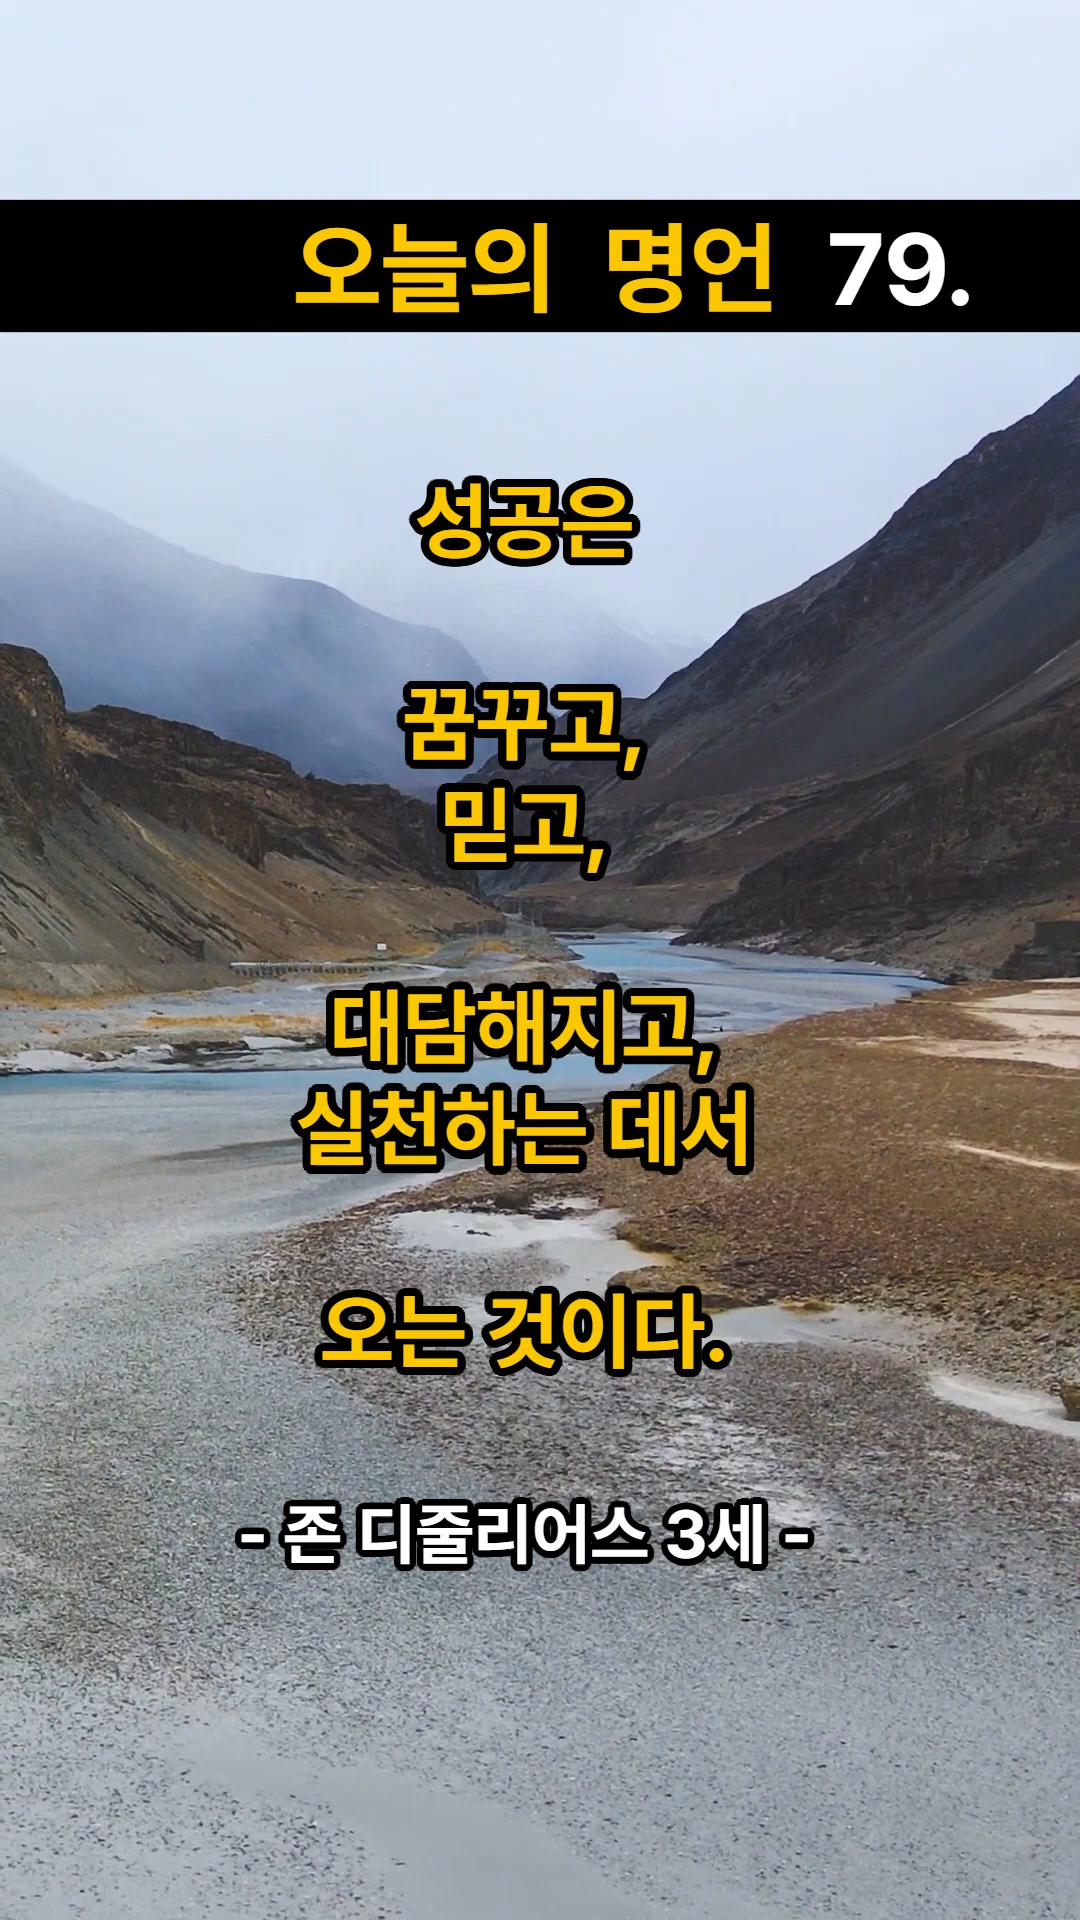 오늘의 명언 79.
성공은
꿈꾸고,
믿고,
대담해지고,
실천하는 데서
오는 것이다.
- 존 디줄리어스 3세 -